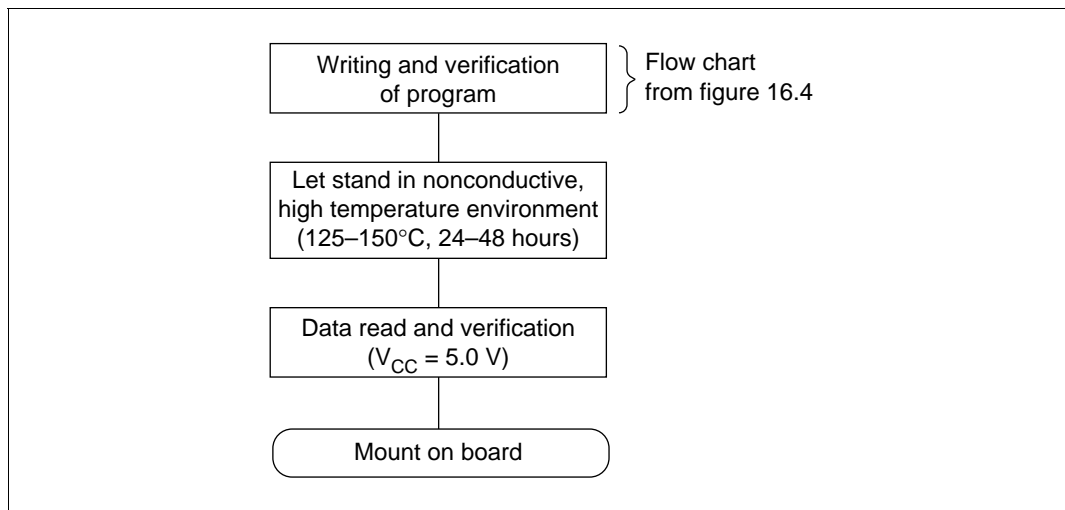 Writing and verification
of program
Flow chart
from figure 16.4
Let stand in nonconductive,
high temperature environment
(125–150°C, 24–48 hours)
Data read and verification
(VCC = 5.0 V)
Mount on board